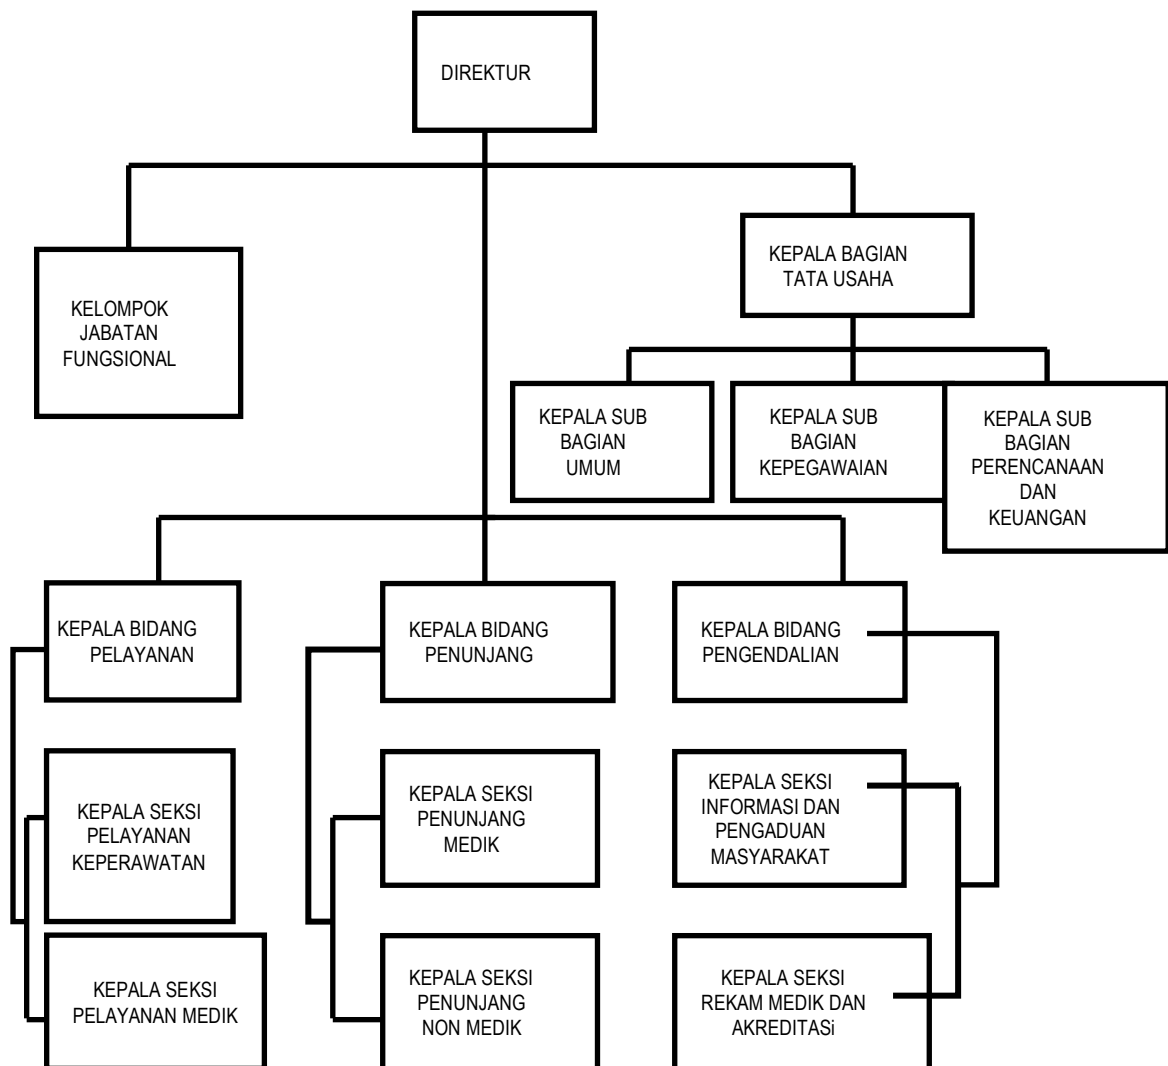 DIREKTUR
KEPALA BAGIAN
TATA USAHA
KELOMPOK
JABATAN
FUNGSIONAL
KEPALA SUB
BAGIAN
UMUM
KEPALA SUB
BAGIAN
KEPEGAWAIAN
KEPALA SUB
BAGIAN
PERENCANAAN
DAN
KEUANGAN
KEPALA BIDANG
PELAYANAN
KEPALA BIDANG
PENUNJANG
KEPALA BIDANG
PENGENDALIAN
KEPALA SEKSI
PELAYANAN
KEPERAWATAN
KEPALA SEKSI
PENUNJANG
MEDIK
KEPALA SEKSI
INFORMASI DAN
PENGADUAN
MASYARAKAT
KEPALA SEKSI
PELAYANAN MEDIK
KEPALA SEKSI
PENUNJANG
NON MEDIK
KEPALA SEKSI
REKAM MEDIK DAN
AKREDITASi